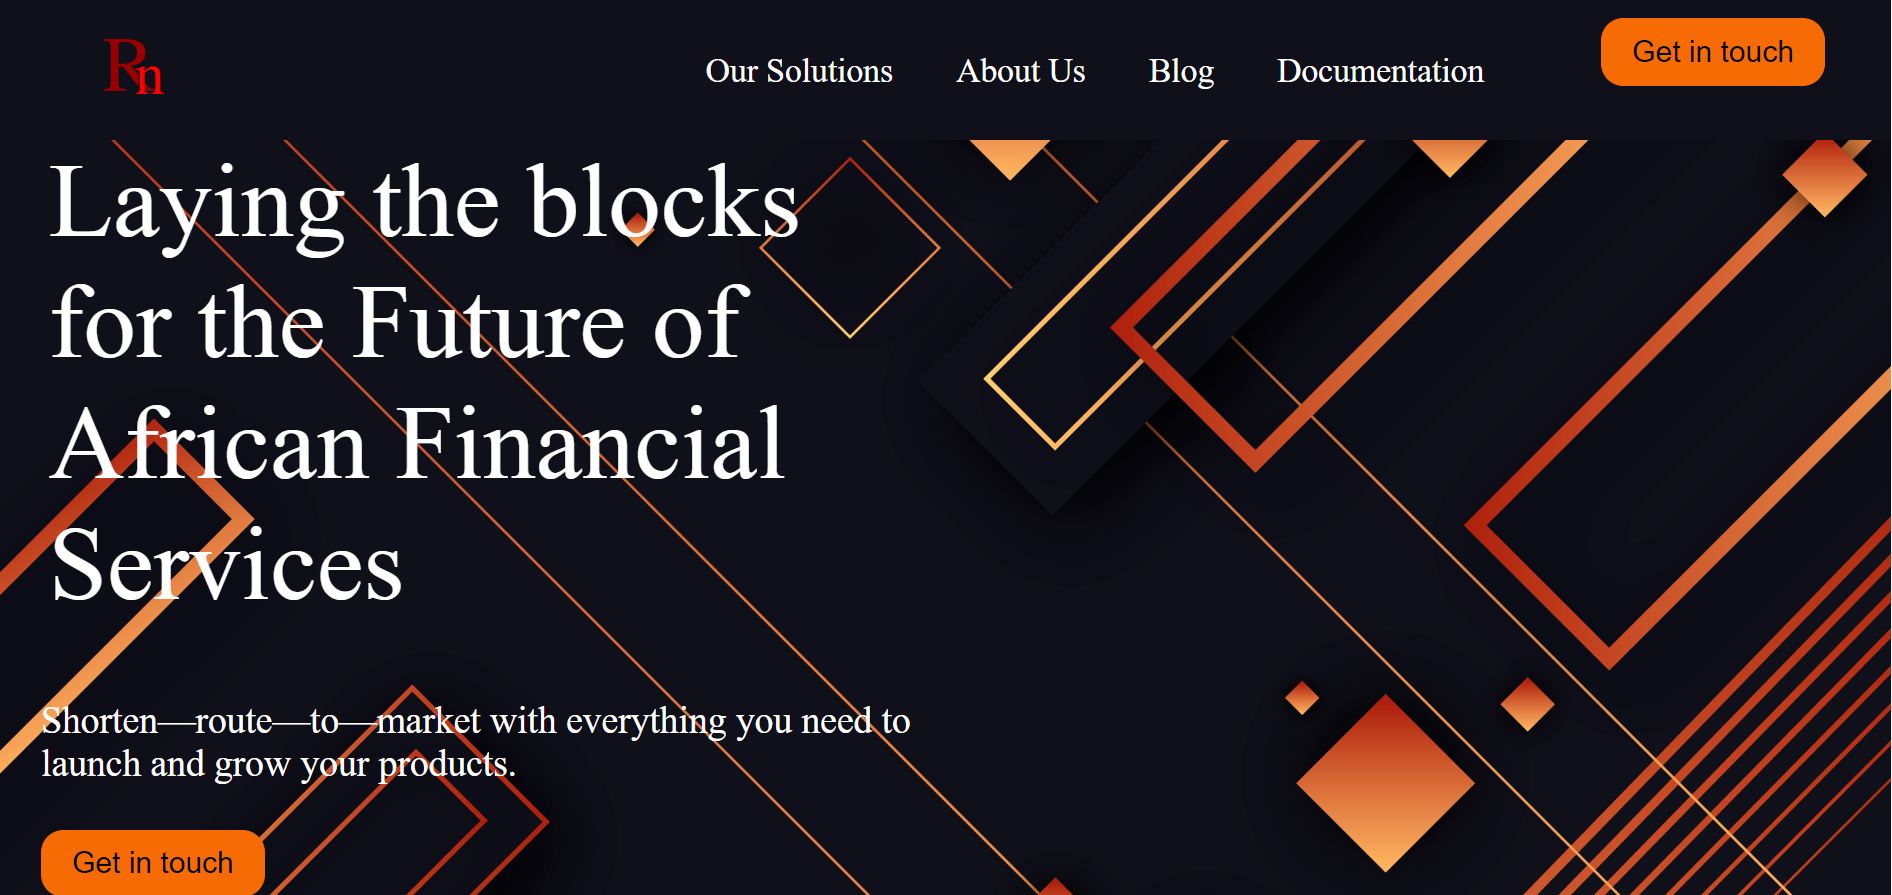 Rn
Our Solutions
About Us
Blog
Documentation
Get in touch
Laying the blocks
for the Future of
African Financial
Services
Shorten—route—to—market with everything you need to
launch and grow your products.
Get in touch